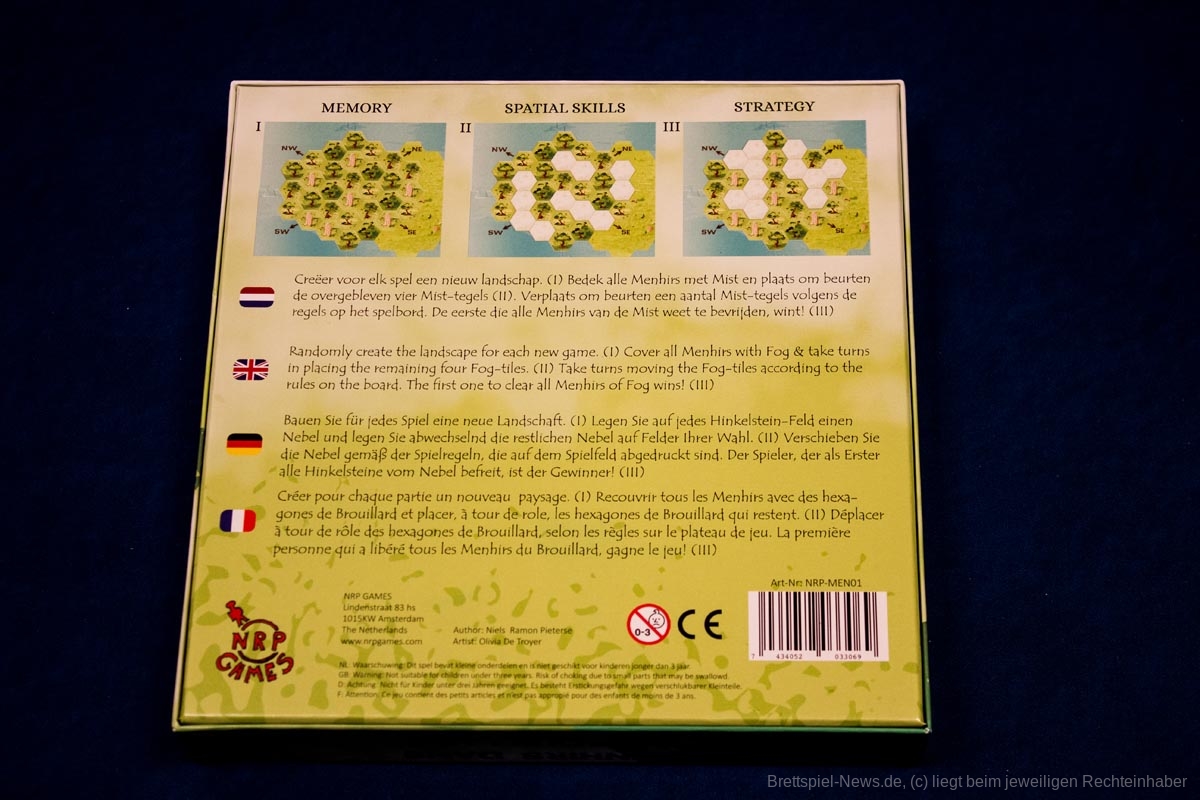 MEMORY
SPATIAL SKILLS
STRATEGY
I
II
III
NW
NE
SW
SE
NW
NE
SW
SE
NW
NE
SW
SE
Creëer voor elk spel een nieuw landschap. (I) Bedek alle Menhirs met Mist en plaats om beurten
de overgebleven vier Mist-tegels (II). Verplaats om beurten een aantal Mist-tegels volgens de
regels op het spelbord. De eerste die alle Menhirs van de Mist weet te bevrijden, wint! (III)
Randomly create the landscape for each new game. (I) Cover all Menhirs with Fog & take turns
in placing the remaining four Fog-tiles. (II) Take turns moving the Fog-tiles according to the
rules on the board. The first one to clear all Menhirs of Fog wins! (III)
Bauen Sie für jedes Spiel eine neue Landschaft. (I) Legen Sie auf jedes Hinkelstein-Feld einen
Nebel und legen Sie abwechselnd die restlichen Nebel auf Felder Ihrer Wahl. (II) Verschieben Sie
die Nebel gemäß der Spielregeln, die auf dem Spielfeld abgedruckt sind. Der Spieler, der als Erster
alle Hinkelsteine vom Nebel befreit, ist der Gewinner! (III)
Créer pour chaque partie un nouveau paysage. (I) Recouvrir tous les Menhirs avec des hexa-
gones de Brouillard et placer, à tour de role, les hexagones de Brouillard qui restent. (II) Déplacer
à tour de rôle des hexagones de Brouillard, selon les règles sur le plateau de jeu. La première
personne qui a libéré tous les Menhirs du Brouillard, gagne le jeu! (III)
NRP GAMES
NRP GAMES
Lindenstraat 83 hs
1015KW Amsterdam
The Netherlands
www.nrpgames.com
Author: Niels Ramon Pieterse
Artist: Olivia De Troyer
0-3
CE
Art-Nr: NRP-MEN01
7 434052 033069
NL: Waarschuwing: Dit spel bevat kleine onderdelen en is niet geschikt voor kinderen jonger dan 3 jaar.
GB: Warning: Not suitable for children under three years. Risk of choking due to small parts that may be swallowed.
D: Achtung: Nicht für Kinder unter drei Jahren geeignet. Es besteht Erstickungsgefahr wegen verschluckbarer Kleinteile.
F: Attention: Ce jeu contient des petits articles et n'est pas appropié pour des enfants de moins de 3 ans.
Brettspiel-News.de, (c) liegt beim jeweiligen Rechteinhaber